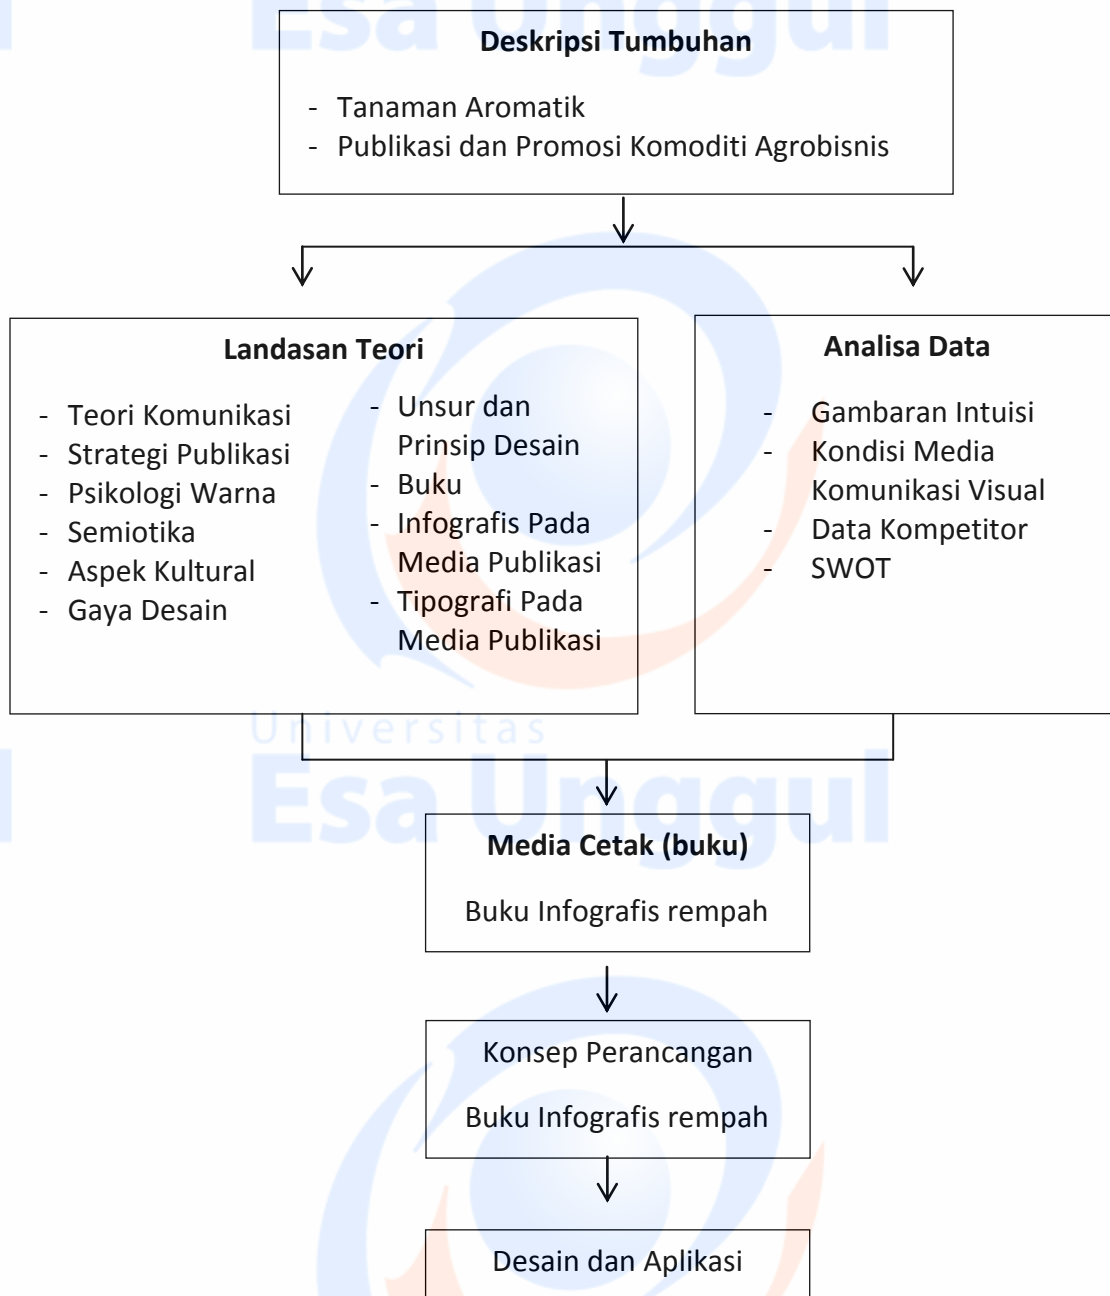 Esa Unggul
Deskripsi Tumbuhan
- Tanaman Aromatik
- Publikasi dan Promosi Komoditi Agrobisnis
Landasan Teori
- Teori Komunikasi
- Strategi Publikasi
- Psikologi Warna
- Semiotika
- Aspek Kultural
- Gaya Desain
- Unsur dan
Prinsip Desain
- Buku
- Infografis Pada
Media Publikasi
- Tipografi Pada
Media Publikasi
Analisa Data
- Gambaran Intuisi
- Kondisi Media
Komunikasi Visual
- Data Kompetitor
- SWOT
Universitas
Esa Unggul
Media Cetak (buku)
Buku Infografis rempah
Konsep Perancangan
Buku Infografis rempah
Desain dan Aplikasi